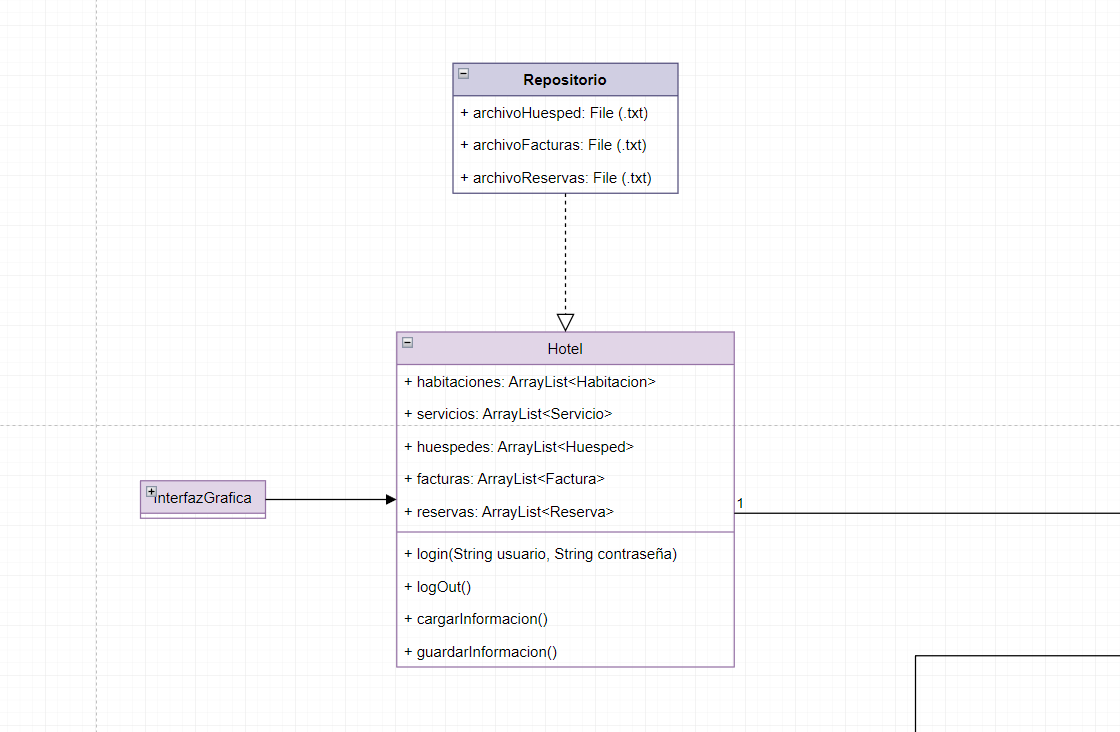 Repositorio
+ archivoHuesped: File (.txt)
+ archivoFacturas: File (.txt)
+ archivoReservas: File (.txt)
Hotel
+ habitaciones: ArrayList<Habitacion>
+ servicios: ArrayList<Servicio>
+ huespedes: ArrayList<Huesped>
+ facturas: ArrayList<Factura>
+ reservas: ArrayList<Reserva>
+ login(String usuario, String contraseña)
+ logOut()
+ cargarInformacion()
+ guardarInformacion()
InterfazGrafica
1